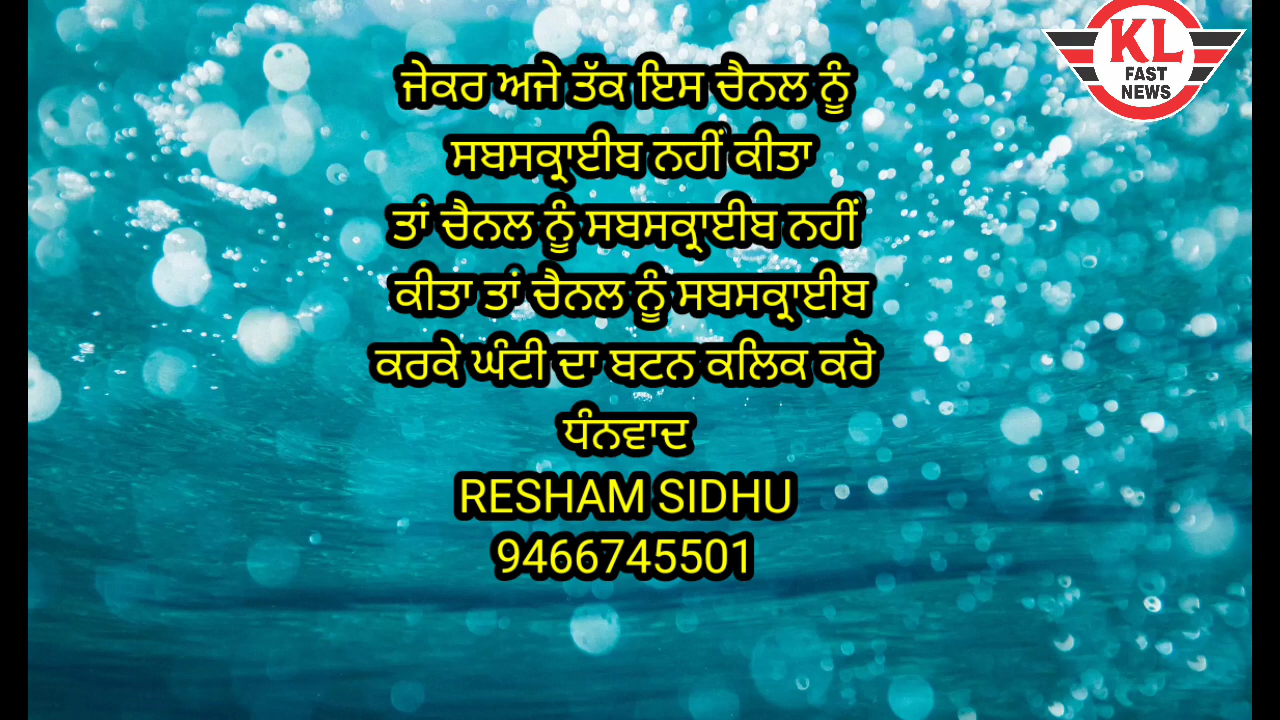 KL
FAST
NEWS
ਜੇਕਰ ਅਜੇ ਤੱਕ ਇਸ ਚੈਨਲ ਨੂੰ
ਸਬਸਕ੍ਰਾਈਬ ਨਹੀਂ ਕੀਤਾ
ਤਾਂ ਚੈਨਲ ਨੂੰ ਸਬਸਕ੍ਰਾਈਬ ਨਹੀਂ
ਕੀਤਾ ਤਾਂ ਚੈਨਲ ਨੂੰ ਸਬਸਕ੍ਰਾਈਬ
ਕਰਕੇ ਘੰਟੀ ਦਾ ਬਟਨ ਕਲਿਕ ਕਰੋ
ਧੰਨਵਾਦ
RESHAM SIDHU
9466745501